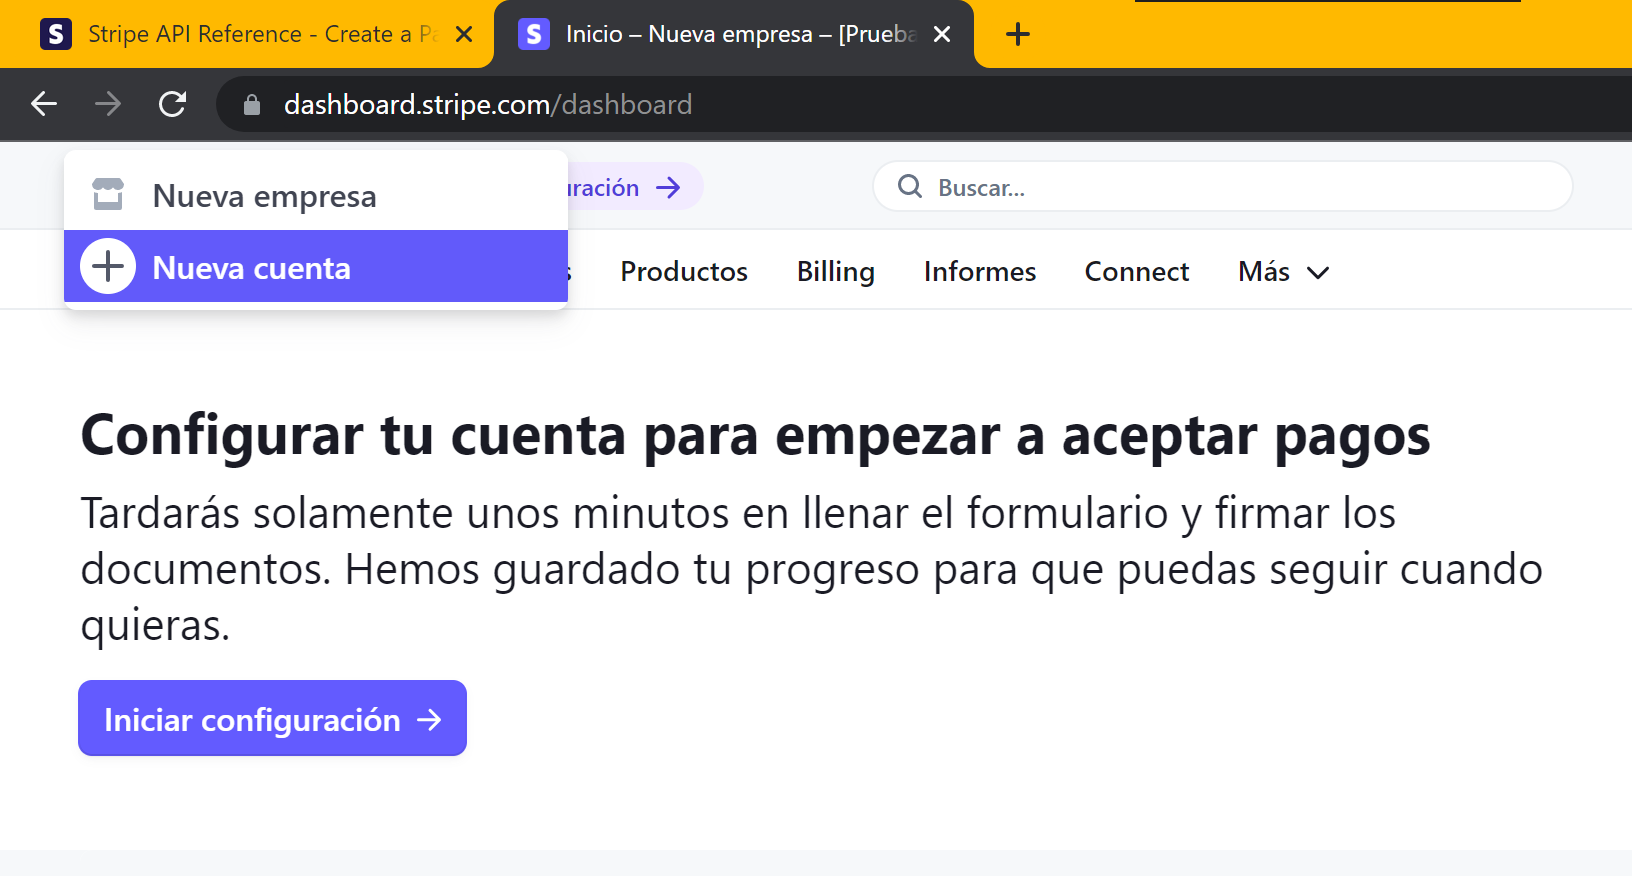 Stripe API Reference - Create a
Inicio – Nueva empresa – [Prueba
dashboard.stripe.com/dashboard
Nueva empresa
uración
Buscar...
Nueva cuenta
s Productos Billing Informes Connect Más
Configurar tu cuenta para empezar a aceptar pagos
Tardarás solamente unos minutos en llenar el formulario y firmar los
documentos. Hemos guardado tu progreso para que puedas seguir cuando
quieras.
Iniciar configuración